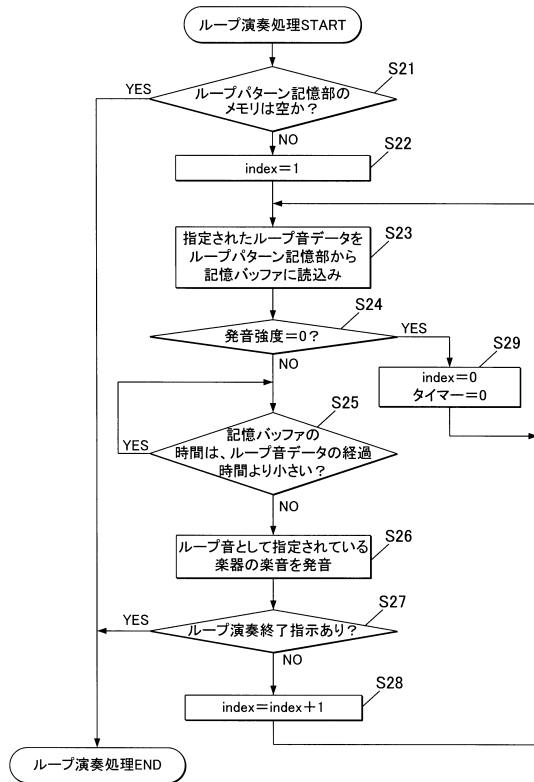 ループ演奏処理START
S21
ループパターン記憶部の
メモリは空か？
YES
NO
S22
index＝1
S23
指定されたループ音データを
ループパターン記憶部から
記憶バッファに読込み
S24
発音強度＝0？
YES
NO
S29
index＝0
タイマー＝0
S25
記憶バッファの
時間は、ループ音データの経過
時間より小さい？
YES
NO
S26
ループ音として指定されている
楽器の楽音を発音
S27
ループ演奏終了指示あり？
YES
NO
S28
index＝index＋1
ループ演奏処理END